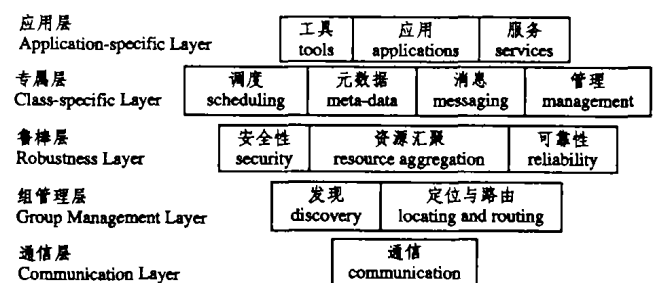 应用层
Application-specific Layer
工具
tools
应用
applications
服务
services
专属层
Class-specific Layer
调度
scheduling
元数据
meta-data
消息
messaging
管理
management
鲁棒层
Robustness Layer
安全性
security
资源汇聚
resource aggregation
可靠性
reliability
组管理层
Group Management Layer
发现
discovery
定位与路由
locating and routing
通信层
Communication Layer
通信
communication